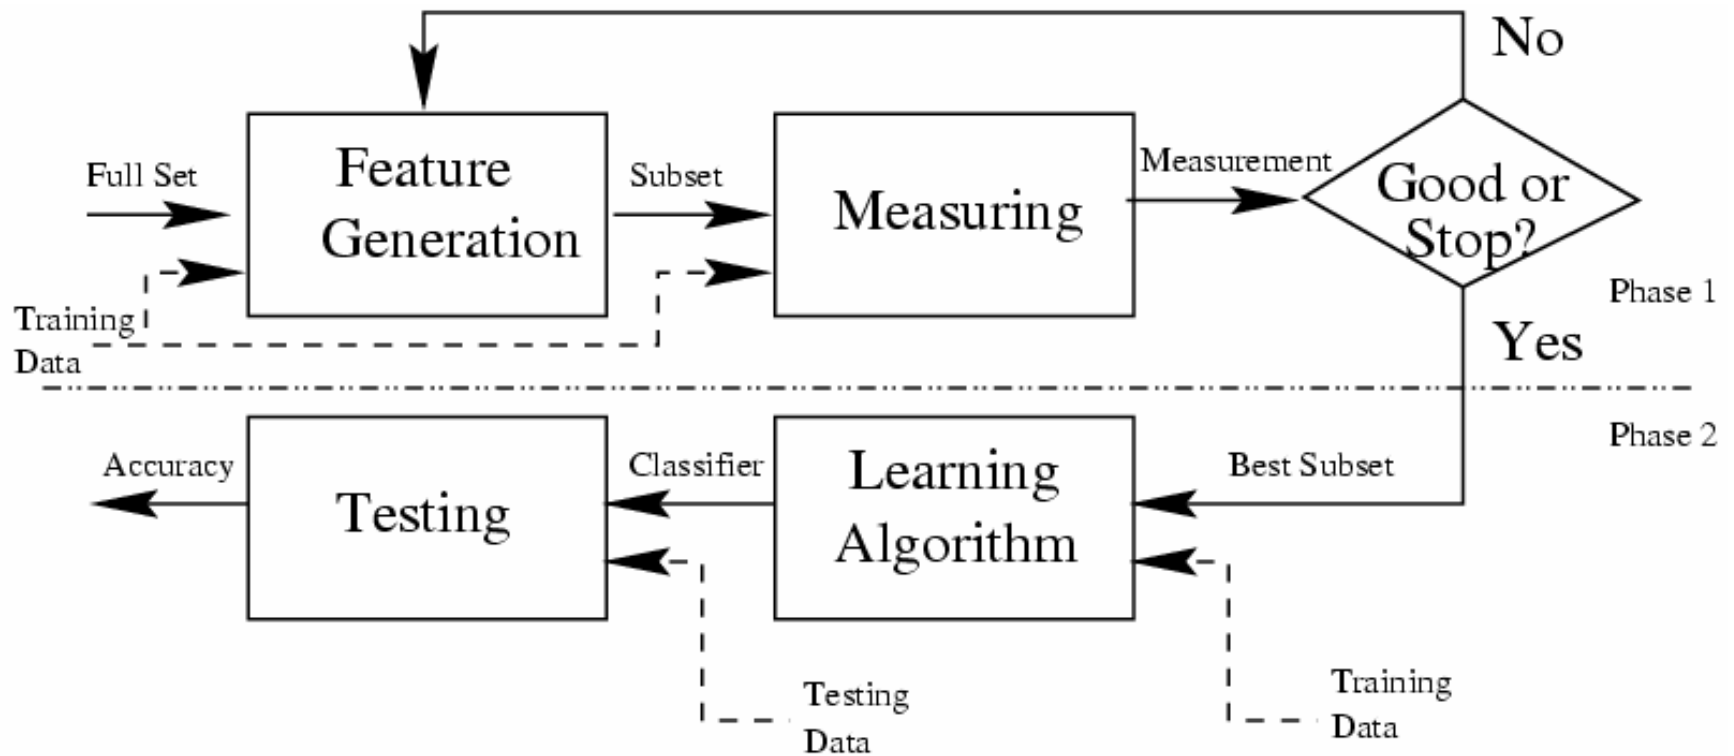 No
Full Set
Feature
Generation
Subset
Measuring
Measurement
Good or
Stop?
Phase 1
Training
Data
Yes
Phase 2
Accuracy
Testing
Classifier
Learning
Algorithm
Best Subset
Testing
Data
Training
Data